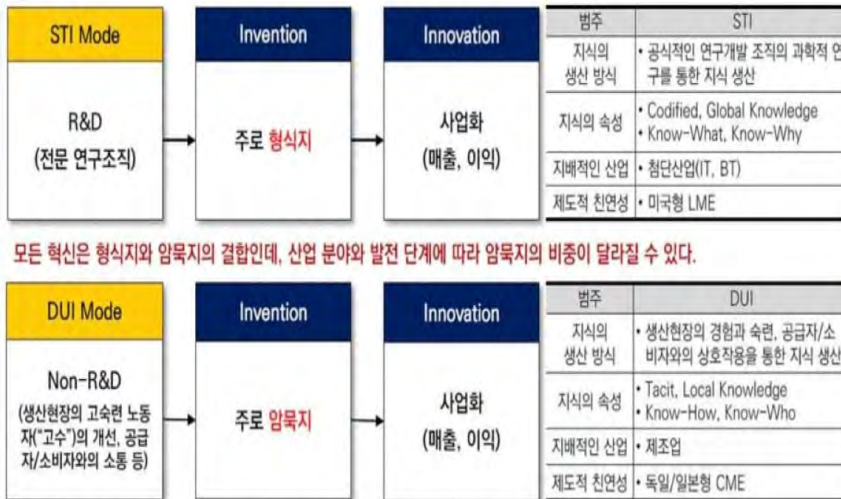 STI Mode
R&D
(전문 연구조직)
Invention
주로 형식지
Innovation
사업화
(매출, 이익)
범주 STI
지식의
생산 방식
• 공식적인 연구개발 조직의 과학적 연
구를 통한 지식 생산
지식의 속성
• Codified, Global Knowledge
• Know-What, Know-Why
지배적인 산업 • 첨단산업(IT, BT)
제도적 친연성 • 미국형 LME
모든 혁신은 형식지와 암묵지의 결합인데, 산업 분야와 발전 단계에 따라 암묵지의 비중이 달라질 수 있다.
DUI Mode
Non-R&D
(생산현장의 고숙련 노동
자("고수")의 개선, 공급
자/소비자와의 소통 등)
Invention
주로 암묵지
Innovation
사업화
(매출, 이익)
범주 DUI
지식의
생산 방식
• 생산현장의 경험과 숙련, 공급자/소
비자와의 상호작용을 통한 지식 생산
지식의 속성
• Tacit, Local Knowledge
• Know-How, Know-Who
지배적인 산업 • 제조업
제도적 친연성 • 독일/일본형 CME